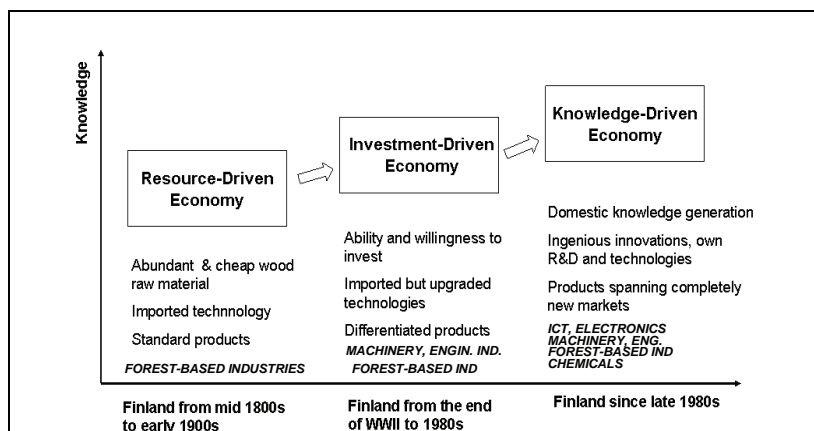 Knowledge
Resource-Driven
Economy
Abundant & cheap wood
raw material
Imported technnology
Standard products
FOREST-BASED INDUSTRIES
Finland from mid 1800s
to early 1900s
Investment-Driven
Economy
Ability and willingness to
invest
Imported but upgraded
technologies
Differentiated products
MACHINERY, ENGIN. IND.
FOREST-BASED IND
Finland from the end
of WWII to 1980s
Knowledge-Driven
Economy
Domestic knowledge generation
Ingenious innovations, own
R&D and technologies
Products spanning completely
new markets
ICT, ELECTRONICS
MACHINERY, ENG.
FOREST-BASED IND
CHEMICALS
Finland since late 1980s